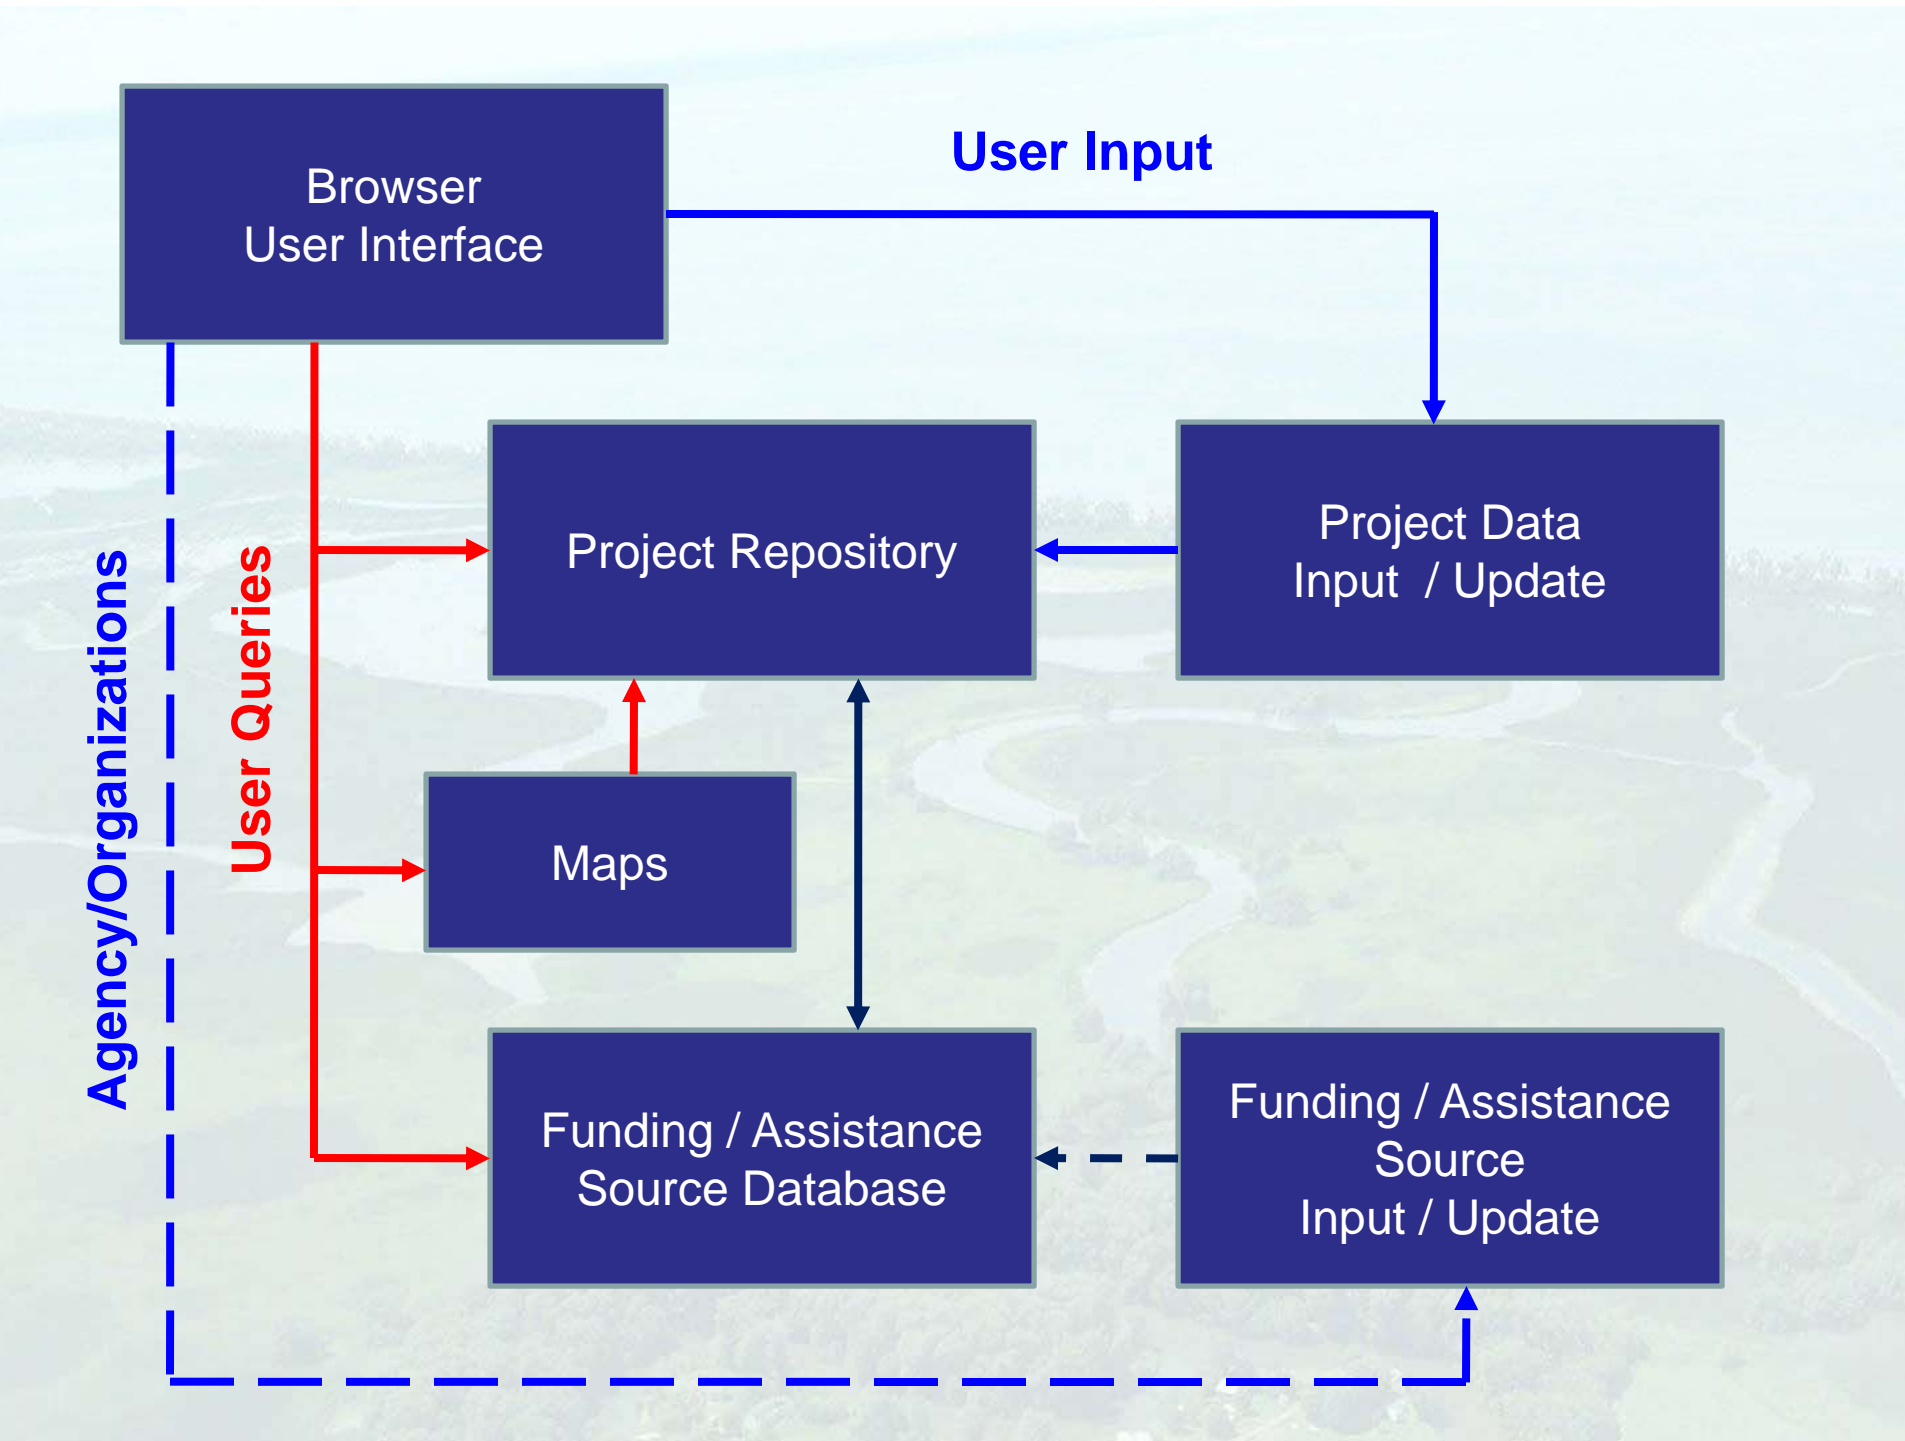 Browser
User Interface
User Input
Project Repository
Project Data
Input / Update
Agency/Organizations
User Queries
Maps
Funding / Assistance
Source Database
Funding / Assistance
Source
Input / Update